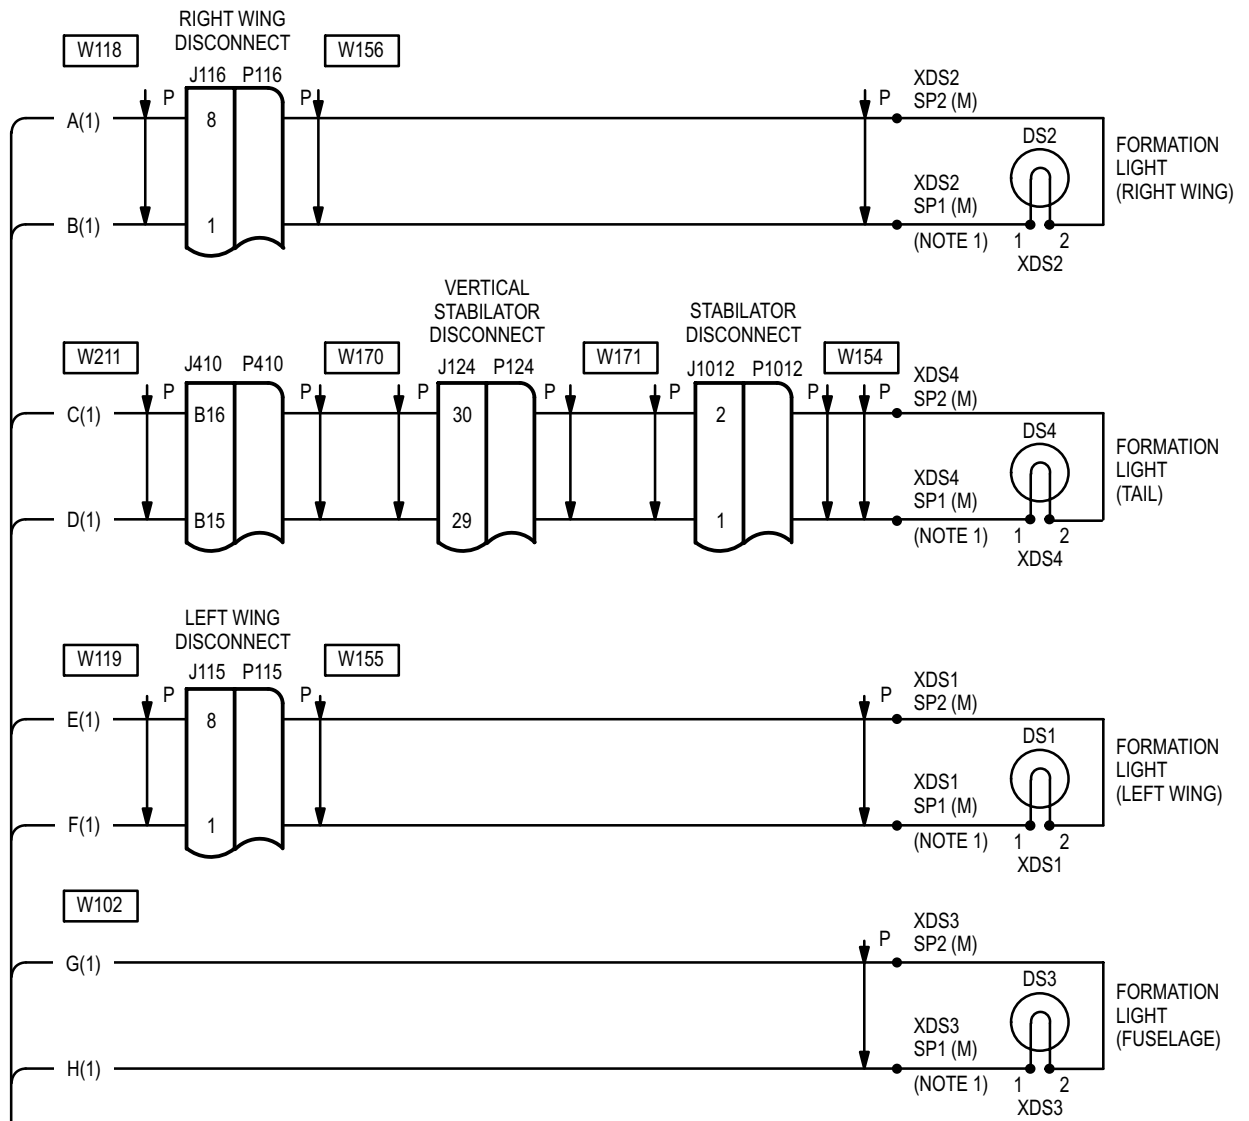 RIGHT WING
DISCONNECT
W118
W156
J116 P116
P
P
P
XDS2
SP2 (M)
A(1)
8
DS2
FORMATION
LIGHT
(RIGHT WING)
XDS2
SP1 (M)
B(1)
1
(NOTE 1)
1 2
XDS2
VERTICAL
STABILATOR
DISCONNECT
STABILATOR
DISCONNECT
W211
W170
W171
W154
J410 P410
J124 P124
J1012 P1012
P
P
P
P
P
P
P
XDS4
SP2 (M)
C(1)
B16
30
2
DS4
FORMATION
LIGHT
(TAIL)
XDS4
SP1 (M)
D(1)
B15
29
1
(NOTE 1)
1 2
XDS4
LEFT WING
DISCONNECT
W119
W155
J115 P115
P
P
P
XDS1
SP2 (M)
E(1)
8
DS1
FORMATION
LIGHT
(LEFT WING)
XDS1
SP1 (M)
F(1)
1
(NOTE 1)
1 2
XDS1
W102
P
XDS3
SP2 (M)
G(1)
DS3
FORMATION
LIGHT
(FUSELAGE)
XDS3
SP1 (M)
H(1)
(NOTE 1)
1 2
XDS3